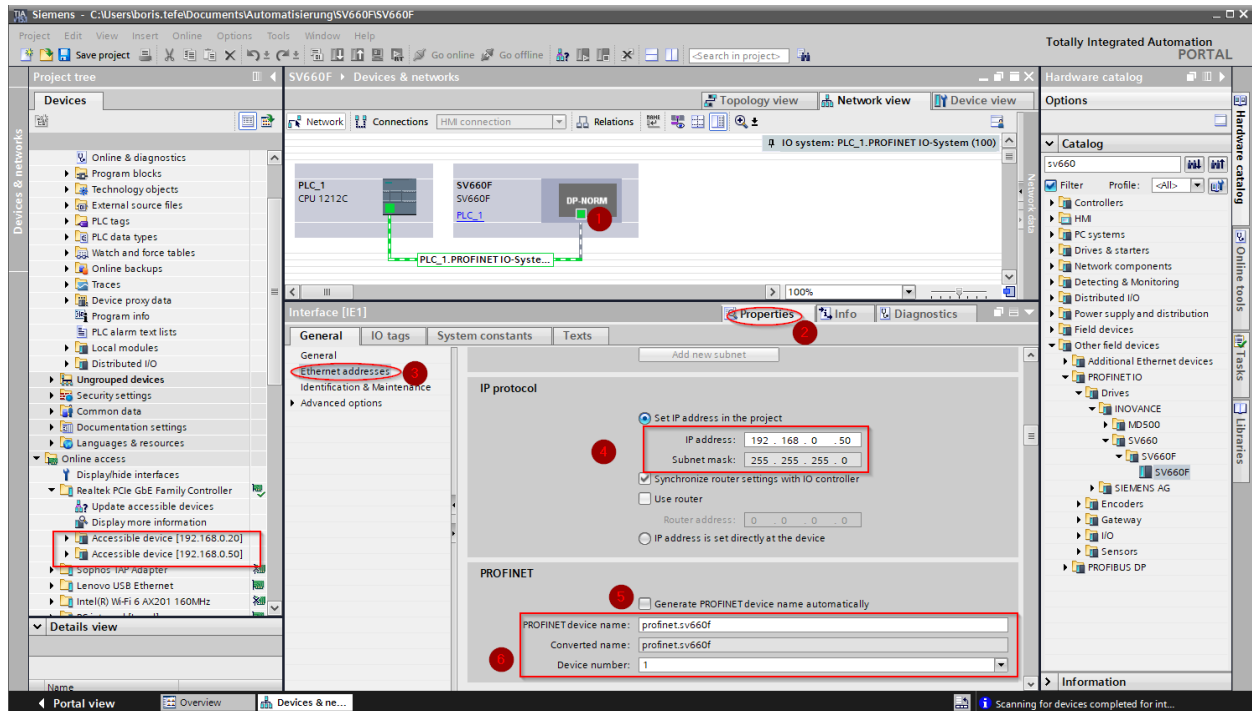 Siemens - C:\Users\boris.tefe\Documents\Automatisierung\SV660F\SV660F
Project Edit View Insert Online Options Tools Window Help
Totally Integrated Automation
PORTAL
Save project Go online Go offline <Search in project>
Project tree
SV660F Devices & networks
Hardware catalog
Devices
Topology view Network view Device view
Options
Network Connections HMI connection Relations
IO system: PLC_1.PROFINET IO-System (100)
Devices & networks
Online & diagnostics
Program blocks
Technology objects
External source files
PLC tags
PLC data types
Watch and force tables
Online backups
Traces
Device proxy data
Program info
PLC alarm text lists
Local modules
Distributed I/O
Ungrouped devices
Security settings
Common data
Documentation settings
Languages & resources
Online access
Display/hide interfaces
Realtek PCIe GbE Family Controller
Update accessible devices
Display more information
Accessible device [192.168.0.20]
Accessible device [192.168.0.50]
Sophos TAP Adapter
Lenovo USB Ethernet
Intel(R) Wi-Fi 6 AX201 160MHz
Details view
Name
PLC_1
CPU 1212C
SV660F
SV660F
PLC_1
DP-NORM
1
PLC_1.PROFINET IO-Syste...
Network data
100%
Interface [IE1]
Properties Info Diagnostics
2
General IO tags System constants Texts
General
Ethernet addresses
3
Identification & Maintenance
Advanced options
Add new subnet
IP protocol
Set IP address in the project
4
IP address: 192 . 168 . 0 . 50
Subnet mask: 255 . 255 . 255 . 0
Synchronize router settings with IO controller
Use router
Router address: 0 . 0 . 0 . 0
IP address is set directly at the device
PROFINET
5
Generate PROFINET device name automatically
PROFINET device name: profinet.sv660f
Converted name: profinet.sv660f
6
Device number: 1
Catalog
sv660
Filter Profile: <All>
Controllers
HMI
PC systems
Drives & starters
Network components
Detecting & Monitoring
Distributed I/O
Power supply and distribution
Field devices
Other field devices
Additional Ethernet devices
PROFINET IO
Drives
INOVANCE
MD500
SV660
SV660F
SV660F
SIEMENS AG
Encoders
Gateway
I/O
Sensors
PROFIBUS DP
Information
Hardware catalog
Online tools
Tasks
Libraries
Portal view Overview Devices & ne... Scanning for devices completed for int...